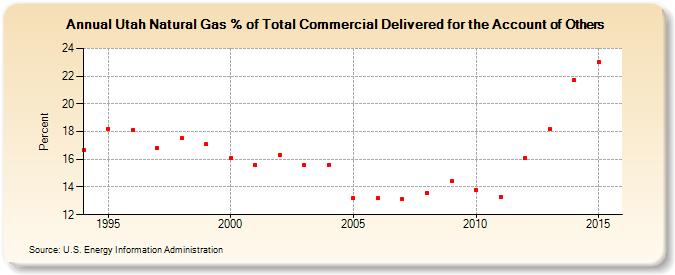 Annual Utah Natural Gas % of Total Commercial Delivered for the Account of Others
Percent
24
22
20
18
16
14
12
1995 2000 2005 2010 2015
Source: U.S. Energy Information Administration